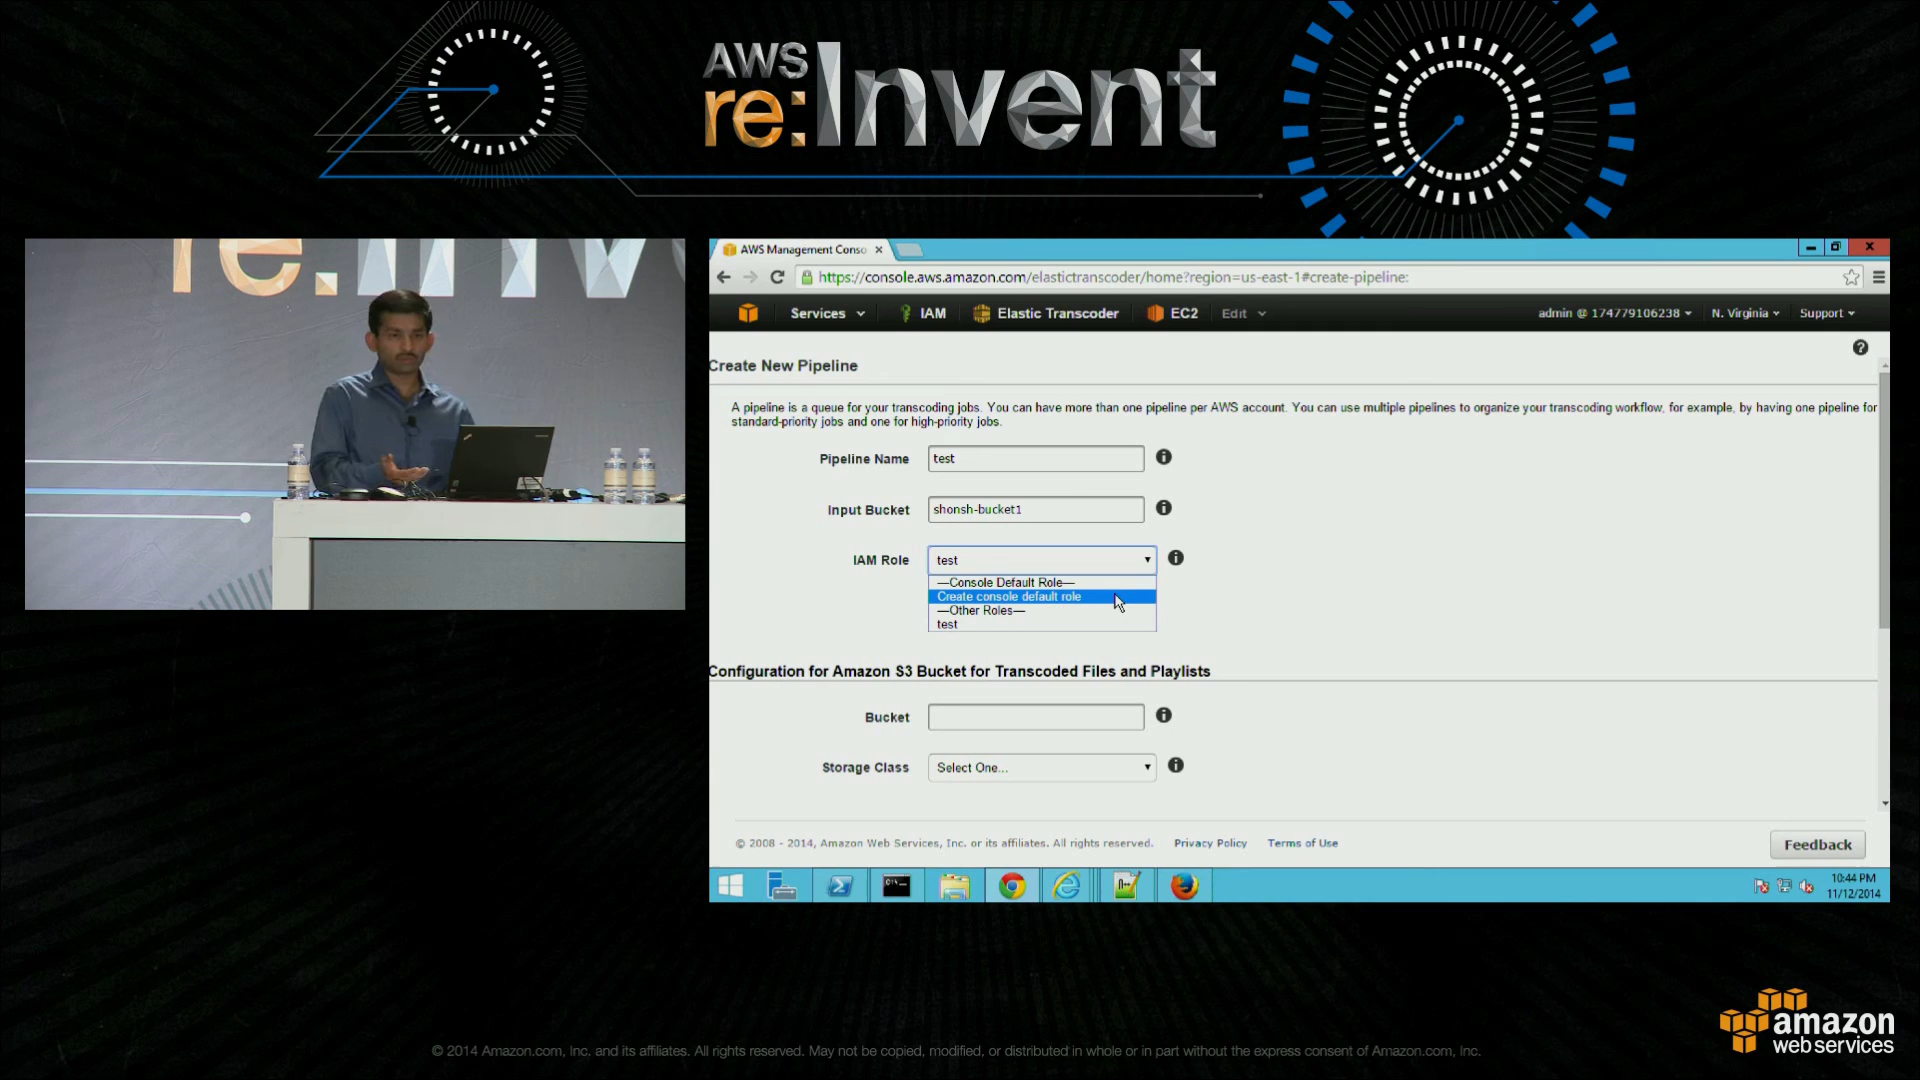 AWS
re:Invent
re:Inv
AWS Management Conso
https://console.aws.amazon.com/elastictranscoder/home?region=us-east-1#create-pipeline:
Services IAM Elastic Transcoder EC2 Edit admin @ 174779106238 N. Virginia Support
Create New Pipeline
A pipeline is a queue for your transcoding jobs. You can have more than one pipeline per AWS account. You can use multiple pipelines to organize your transcoding workflow, for example, by having one pipeline for
standard-priority jobs and one for high-priority jobs.
Pipeline Name test
Input Bucket shonsh-bucket1
IAM Role test
—Console Default Role—
Create console default role
—Other Roles—
test
Configuration for Amazon S3 Bucket for Transcoded Files and Playlists
Bucket
Storage Class Select One...
© 2008 - 2014, Amazon Web Services, Inc. or its affiliates. All rights reserved. Privacy Policy Terms of Use
Feedback
10:44 PM
11/12/2014
amazon
web services
© 2014 Amazon.com, Inc. and its affiliates. All rights reserved. May not be copied, modified, or distributed in whole or in part without the express consent of Amazon.com, Inc.